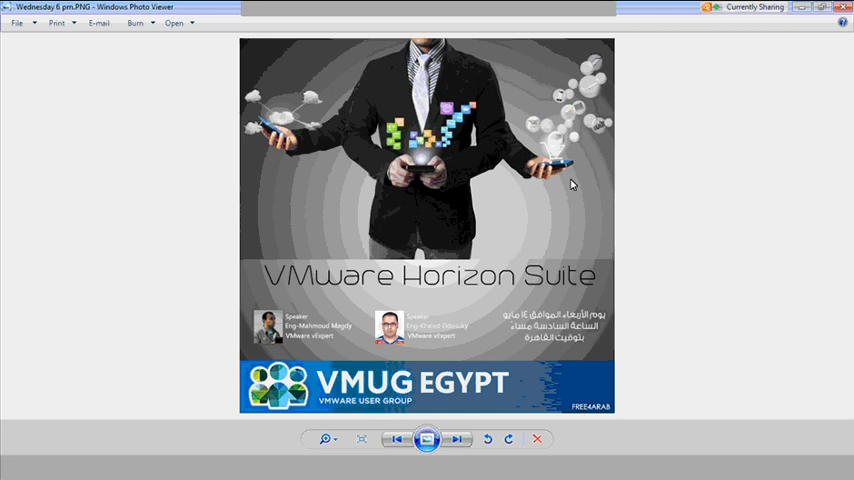 Wednesday 6 pm.PNG - Windows Photo Viewer
Currently Sharing
File
Print
E-mail
Burn
Open
VMware Horizon Suite
Speaker
Eng-Mahmoud Magdy
VMware vExpert
Speaker
VMware vExpert
يوم الأربعاء الموافق ١٤ مايو
الساعة السادسة مساءً
بتوقيت القاهرة
VMUG EGYPT
VMWARE USER GROUP
FREE4ARAB